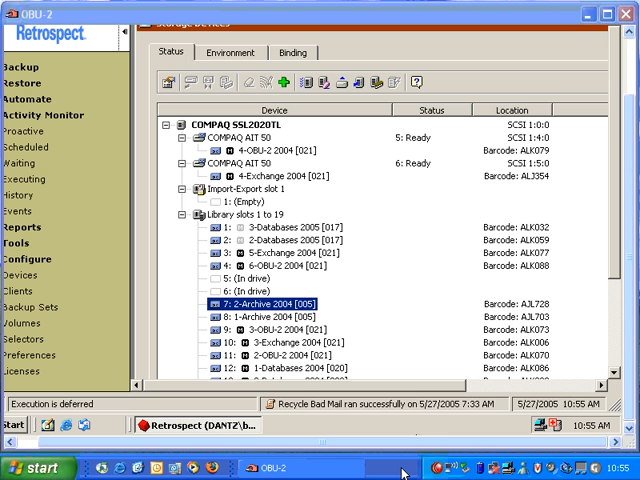 OBU-2
Storage Devices
Retrospect.
Status Environment Binding
Backup
Restore
Automate
Activity Monitor
Proactive
Scheduled
Waiting
Executing
History
Events
Reports
Tools
Configure
Devices
Clients
Backup Sets
Volumes
Selectors
Preferences
Licenses
Device Status Location
COMPAQ SSL2020TL SCSI 1:0:0
COMPAQ AIT 50 5: Ready SCSI 1:4:0
4-OBU-2 2004 [021] Barcode: ALK079
COMPAQ AIT 50 6: Ready SCSI 1:5:0
4-Exchange 2004 [021] Barcode: ALJ354
Import-Export slot 1
1: (Empty)
Library slots 1 to 19
1: 3-Databases 2005 [017] Barcode: ALK032
2: 2-Databases 2005 [017] Barcode: ALK059
3: 5-Exchange 2004 [021] Barcode: ALK077
4: 6-OBU-2 2004 [021] Barcode: ALK088
5: (In drive)
6: (In drive)
7: 2-Archive 2004 [005] Barcode: AJL728
8: 1-Archive 2004 [005] Barcode: AJL703
9: 3-OBU-2 2004 [021] Barcode: ALK073
10: 3-Exchange 2004 [021] Barcode: ALK006
11: 2-OBU-2 2004 [021] Barcode: ALK070
12: 1-Databases 2004 [020] Barcode: ALK086
Execution is deferred Recycle Bad Mail ran successfully on 5/27/2005 7:33 AM 5/27/2005 10:55 AM
Start Retrospect (DANTZ\b... 10:55 AM
start OBU-2 10:55